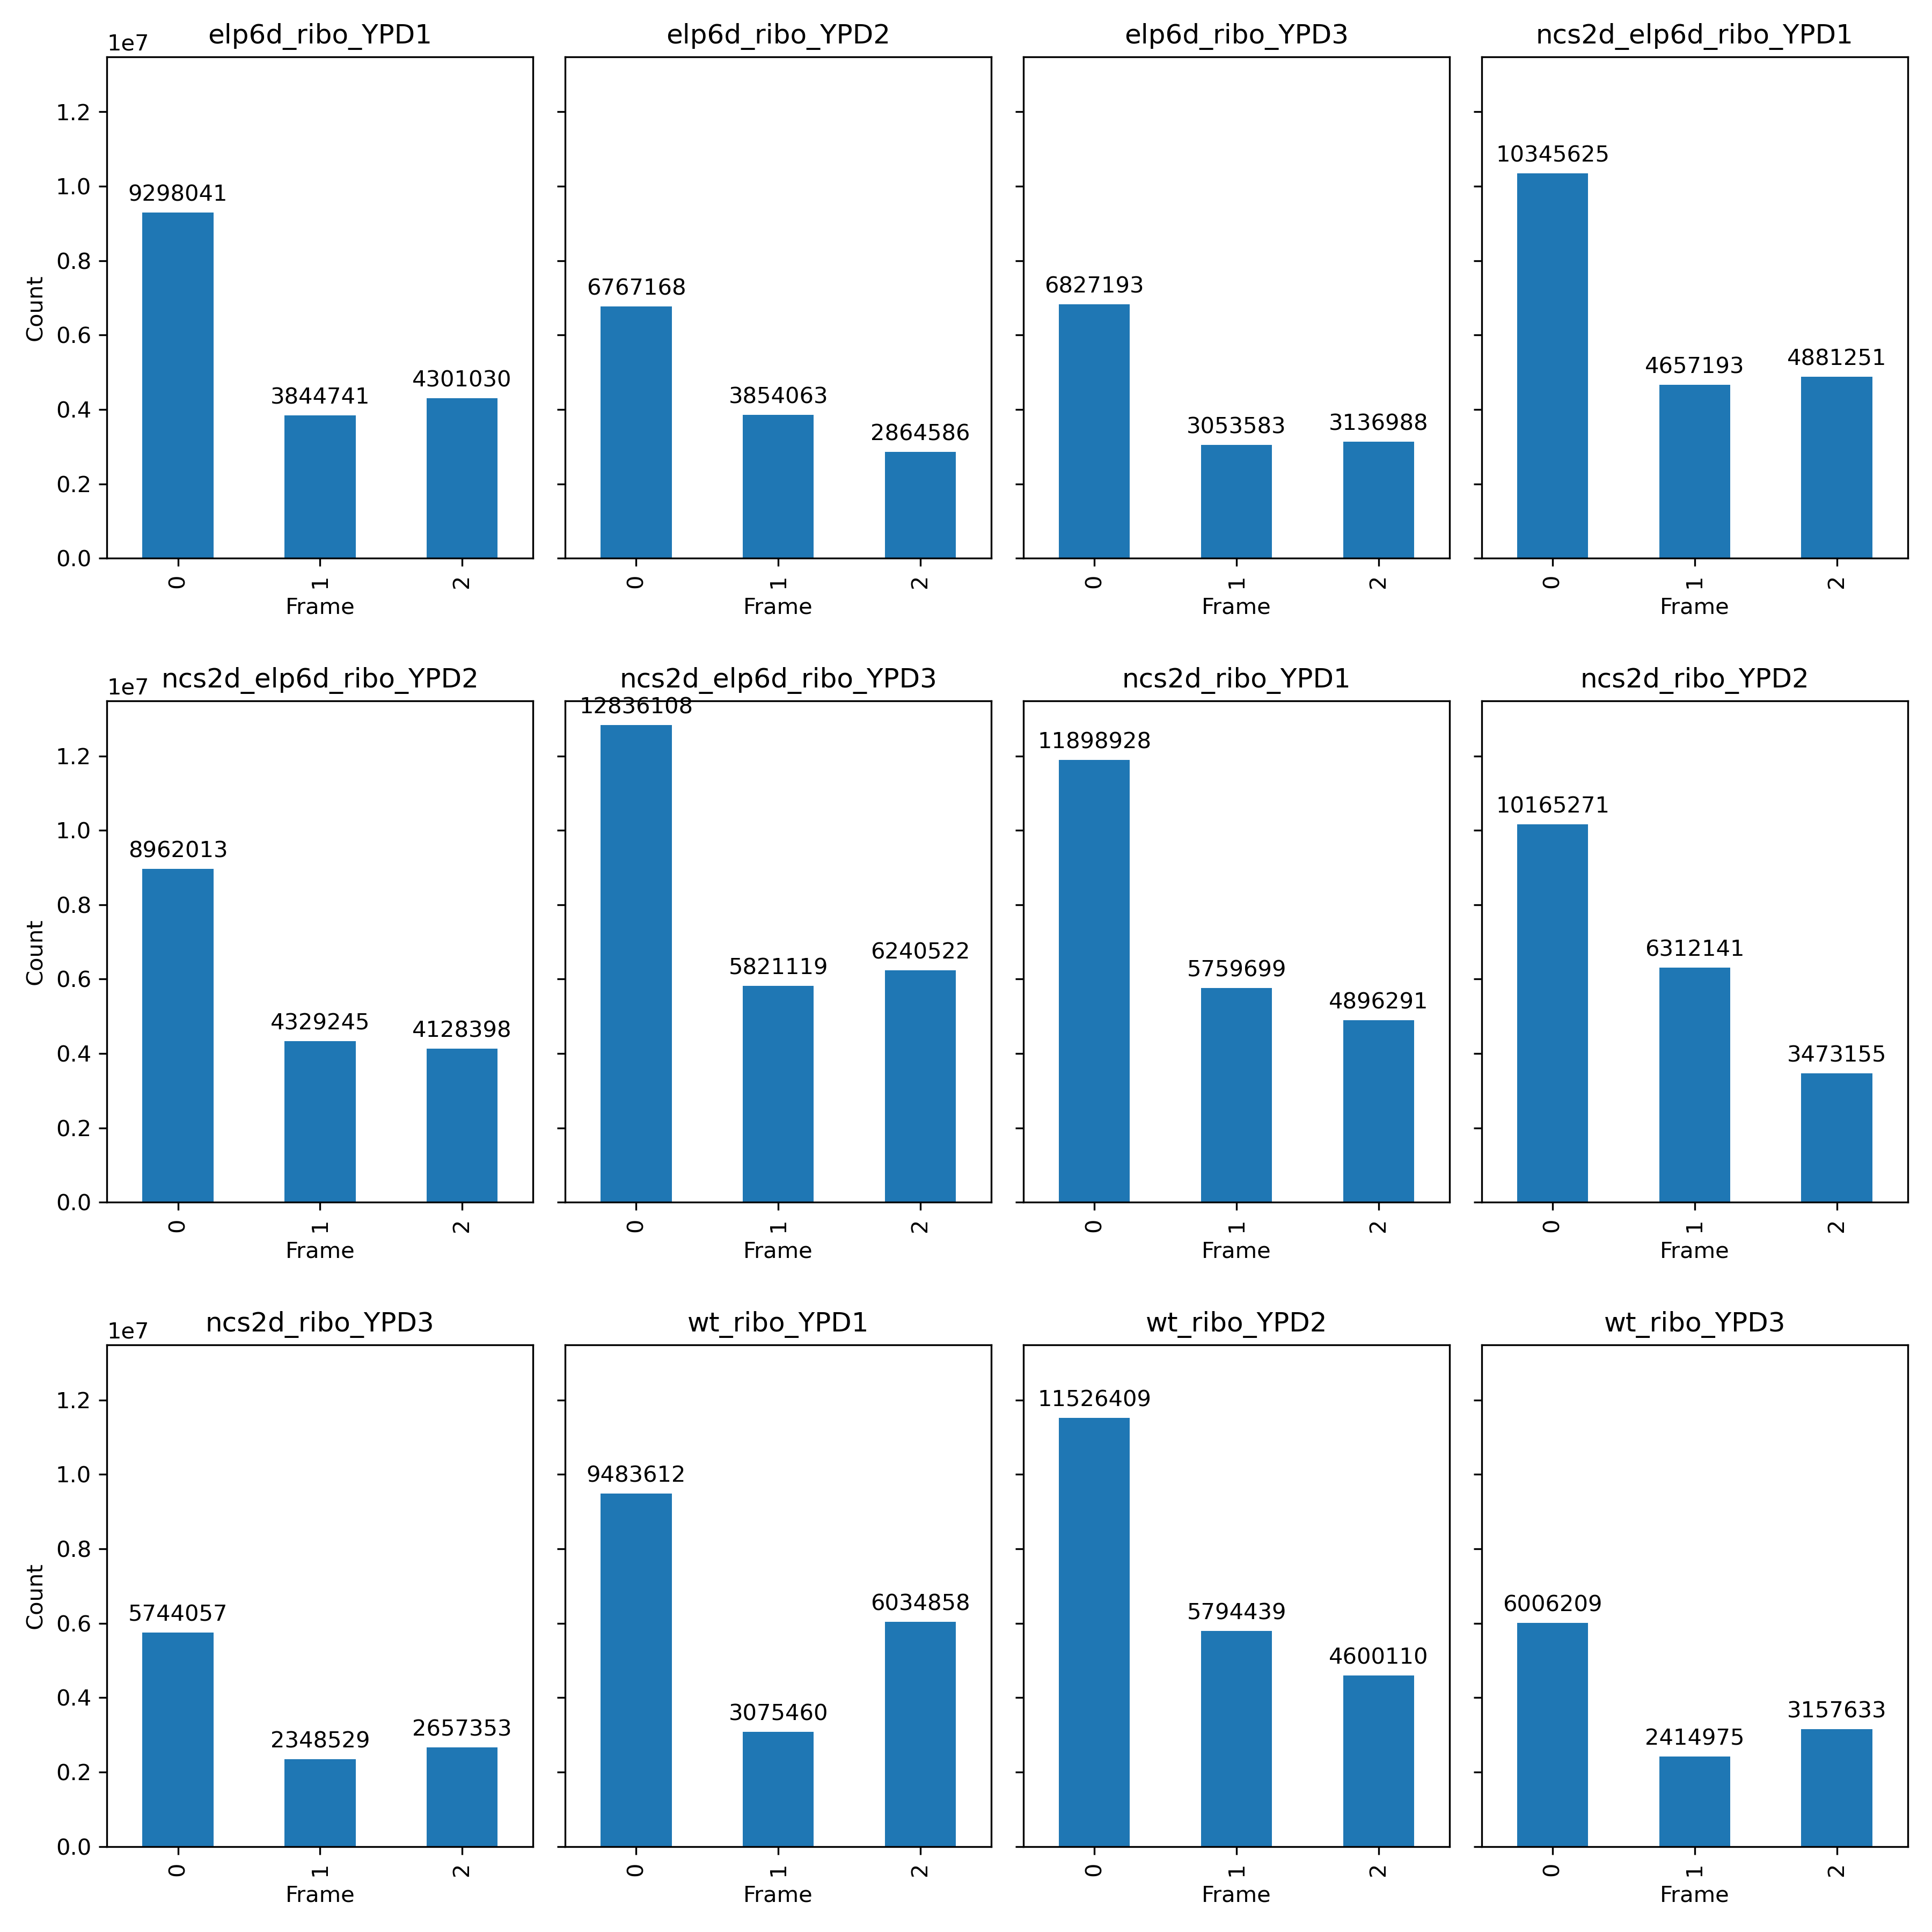 elp6d_ribo_YPD1
elp6d_ribo_YPD2
elp6d_ribo_YPD3
ncs2d_elp6d_ribo_YPD1
1e7
1.2
1.0
0.8
0.6
0.4
0.2
0.0
Count
9298041
3844741
4301030
6767168
3854063
2864586
6827193
3053583
3136988
10345625
4657193
4881251
0 1 2
0 1 2
0 1 2
0 1 2
Frame
Frame
Frame
Frame
ncs2d_elp6d_ribo_YPD2
ncs2d_elp6d_ribo_YPD3
ncs2d_ribo_YPD1
ncs2d_ribo_YPD2
1e7
1.2
1.0
0.8
0.6
0.4
0.2
0.0
Count
8962013
4329245
4128398
12836108
5821119
6240522
11898928
5759699
4896291
10165271
6312141
3473155
0 1 2
0 1 2
0 1 2
0 1 2
Frame
Frame
Frame
Frame
ncs2d_ribo_YPD3
wt_ribo_YPD1
wt_ribo_YPD2
wt_ribo_YPD3
1e7
1.2
1.0
0.8
0.6
0.4
0.2
0.0
Count
5744057
2348529
2657353
9483612
3075460
6034858
11526409
5794439
4600110
6006209
2414975
3157633
0 1 2
0 1 2
0 1 2
0 1 2
Frame
Frame
Frame
Frame